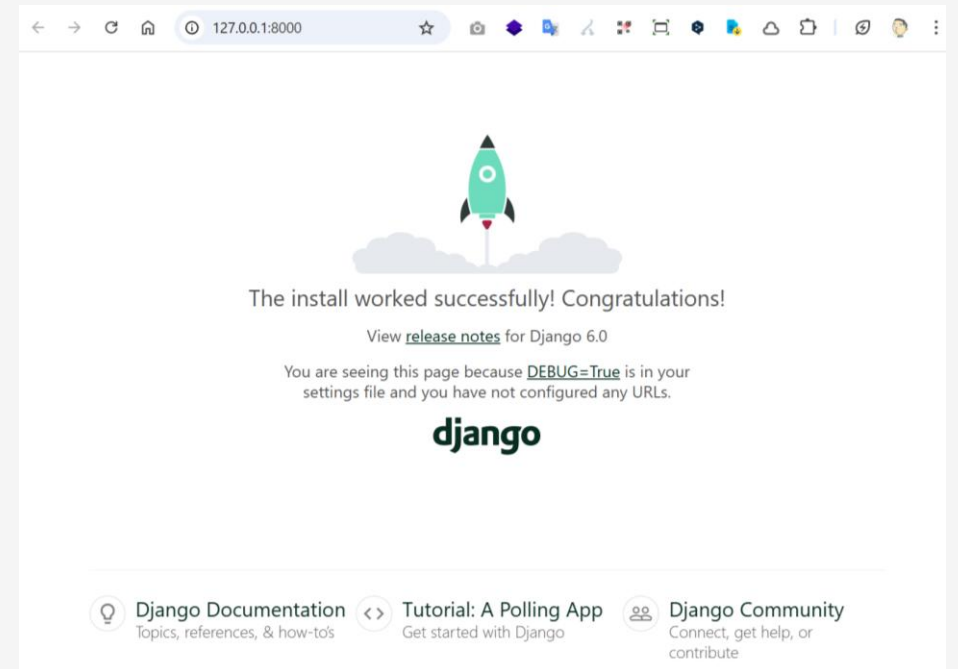 127.0.0.1:8000
The install worked successfully! Congratulations!
View release notes for Django 6.0
You are seeing this page because DEBUG=True is in your
settings file and you have not configured any URLs.
django
Django Documentation
Topics, references, & how-to's
Tutorial: A Polling App
Get started with Django
Django Community
Connect, get help, or
contribute